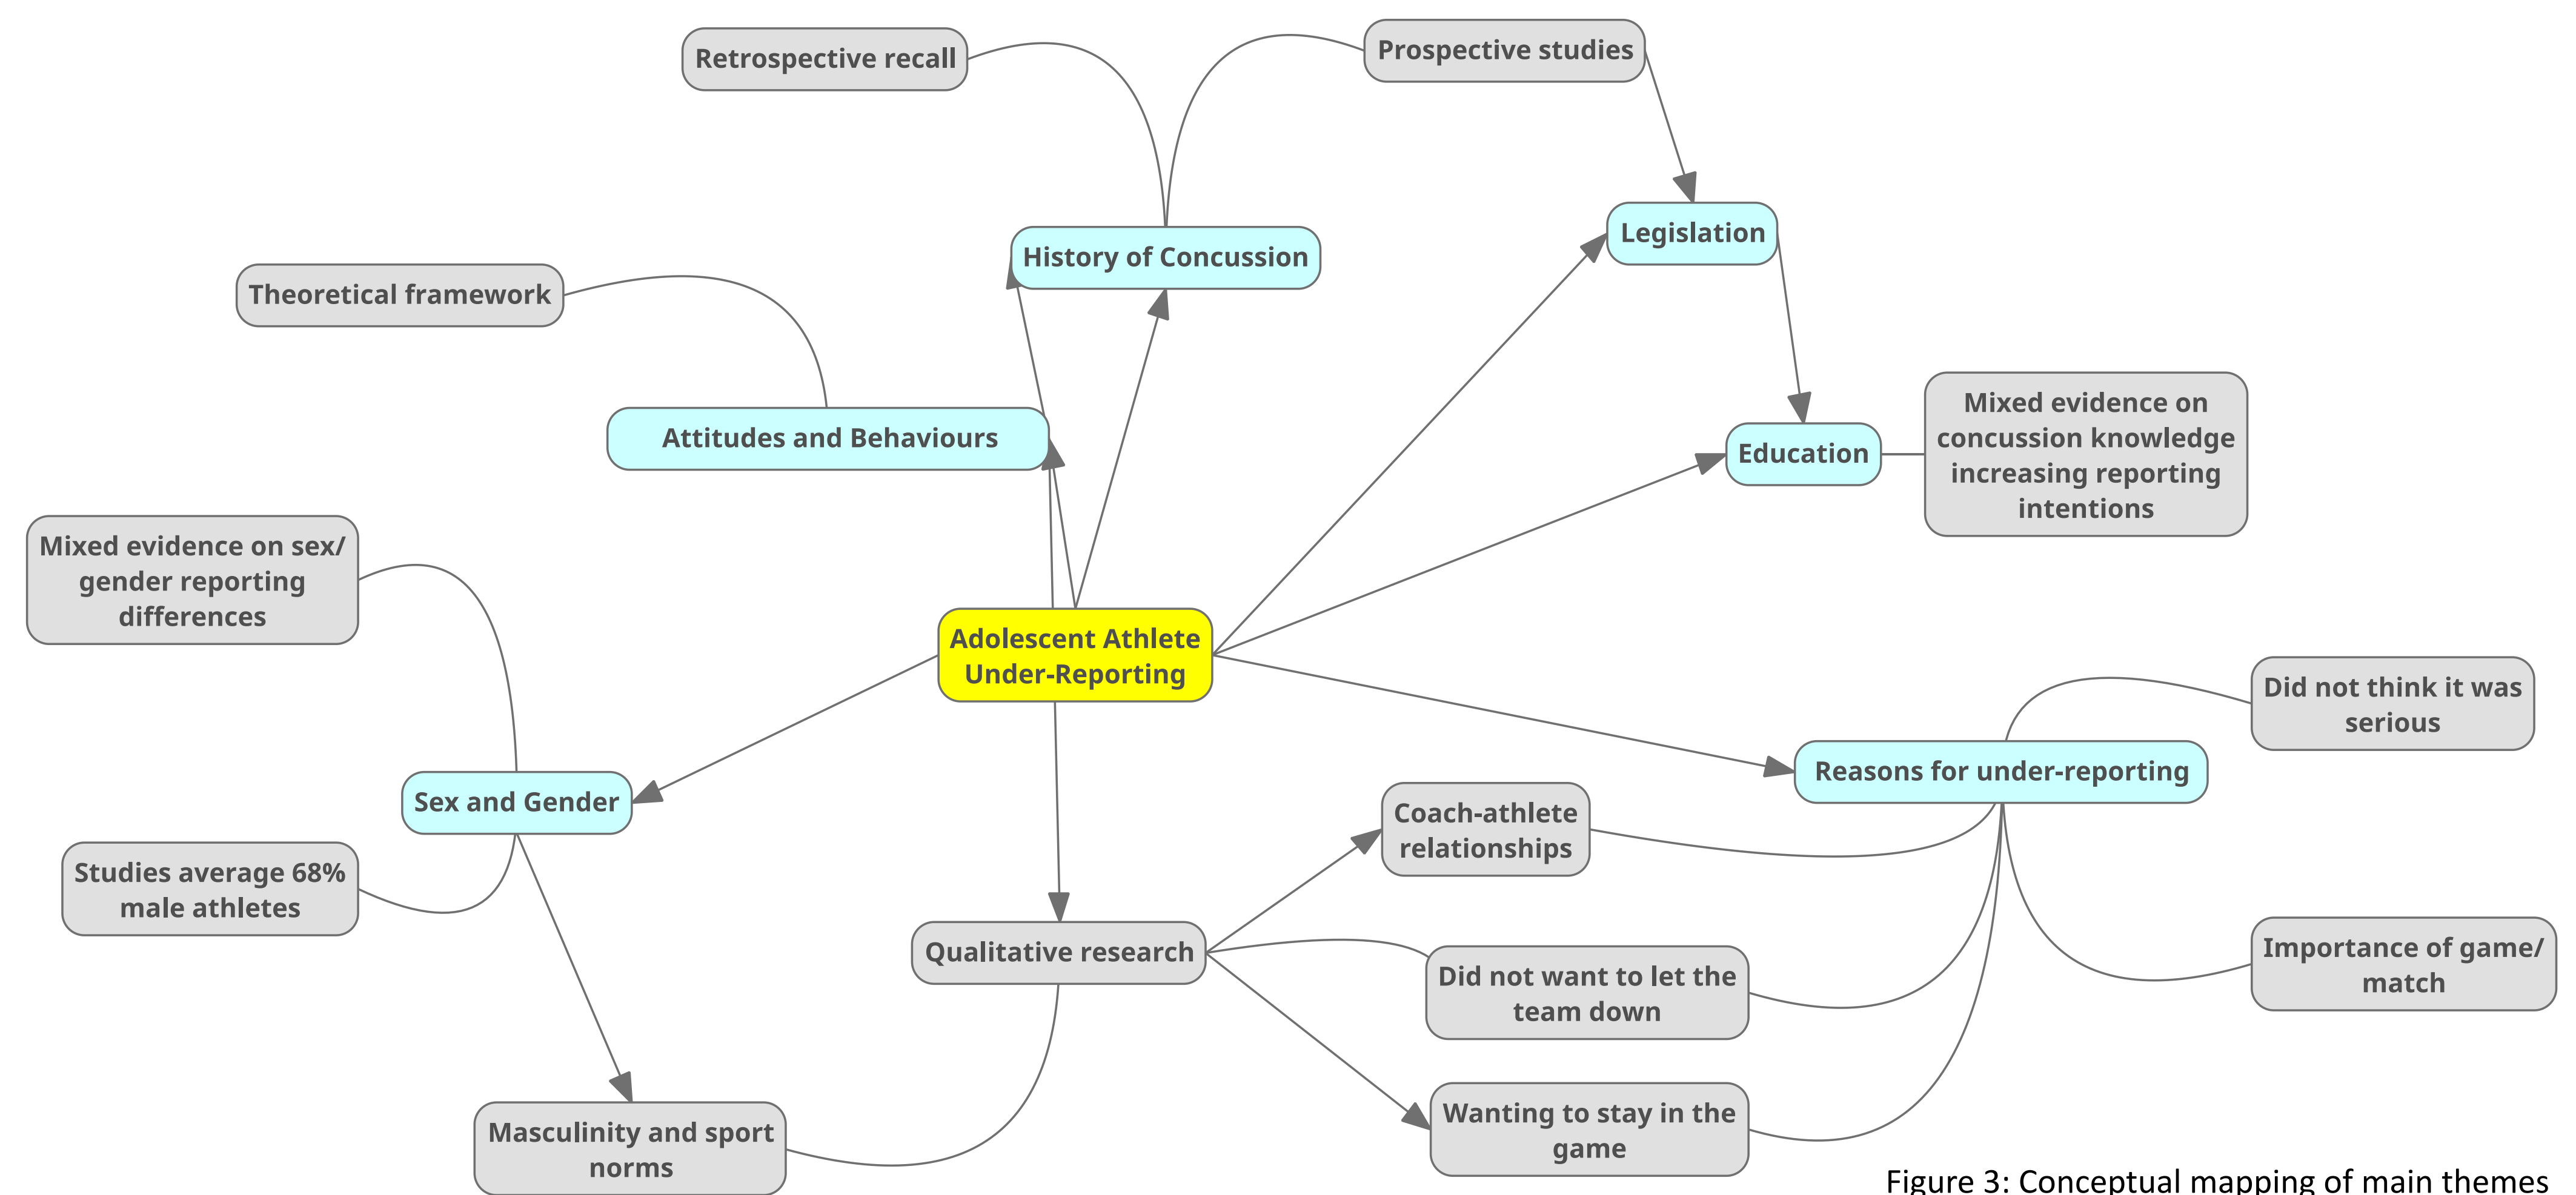 Retrospective recall
Prospective studies
Legislation
History of Concussion
Theoretical framework
Attitudes and Behaviours
Education
Mixed evidence on
concussion knowledge
increasing reporting
intentions
Mixed evidence on sex/
gender reporting
differences
Adolescent Athlete
Under-Reporting
Did not think it was
serious
Reasons for under-reporting
Sex and Gender
Coach-athlete
relationships
Studies average 68%
male athletes
Qualitative research
Did not want to let the
team down
Importance of game/
match
Masculinity and sport
norms
Wanting to stay in the
game
Figure 3: Conceptual mapping of main themes